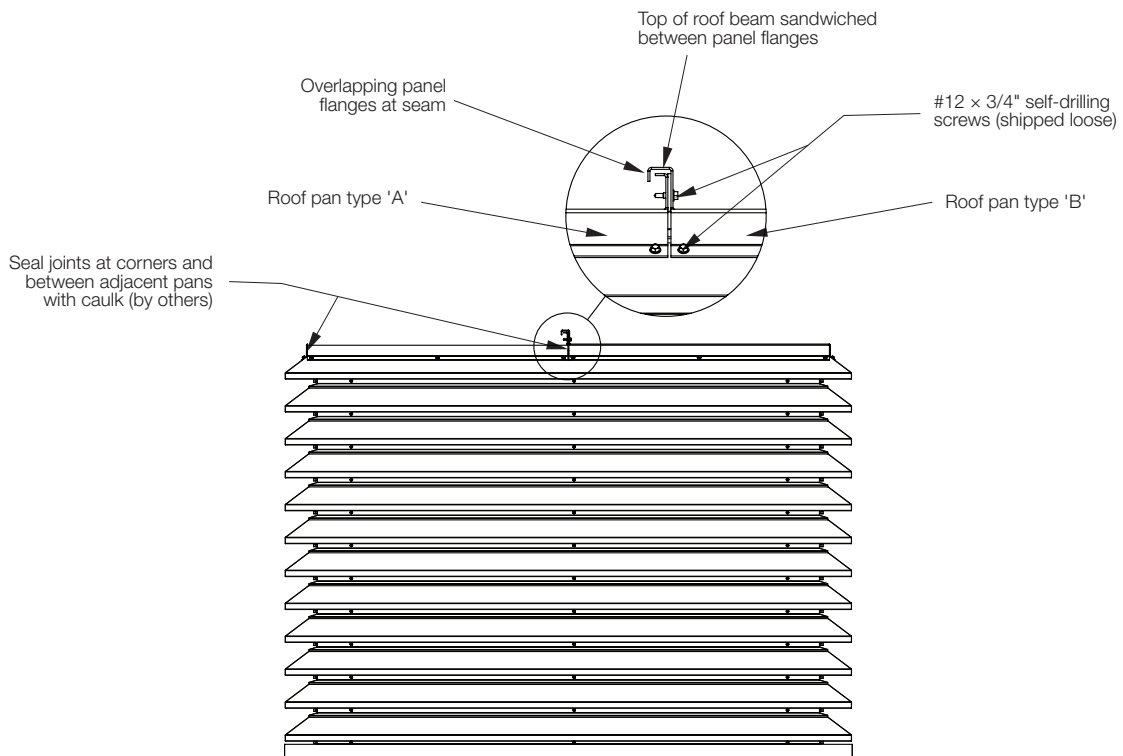 Top of roof beam sandwiched
between panel flanges
Overlapping panel
flanges at seam
#12 × 3/4" self-drilling
screws (shipped loose)
Roof pan type 'A'
Roof pan type 'B'
Seal joints at corners and
between adjacent pans
with caulk (by others)